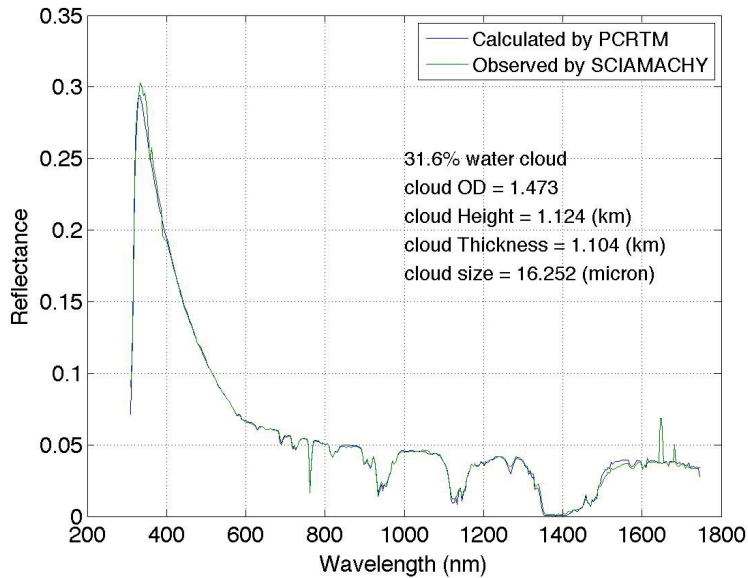 0.35
0.3
0.25
0.2
0.15
0.1
0.05
0
Reflectance
Calculated by PCRTM
Observed by SCIAMACHY
31.6% water cloud
cloud OD = 1.473
cloud Height = 1.124 (km)
cloud Thickness = 1.104 (km)
cloud size = 16.252 (micron)
200 400 600 800 1000 1200 1400 1600 1800
Wavelength (nm)